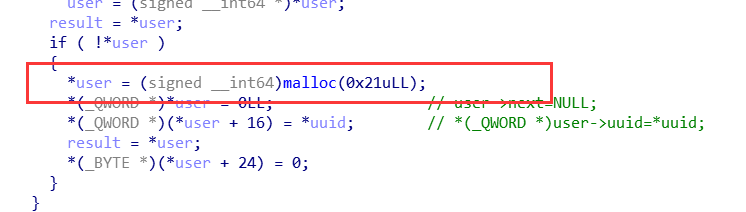 user = (signed __int64 *)*user;
result = *user;
if ( !*user )
{
*user = (signed __int64)malloc(0x21uLL);
*(_QWORD *)*user = 0LL; // user->next=NULL;
*(_QWORD *)(*user + 16) = *uuid; // *(_QWORD *)user->uuid=*uuid;
result = *user;
*(_BYTE *)(*user + 24) = 0;
}
}